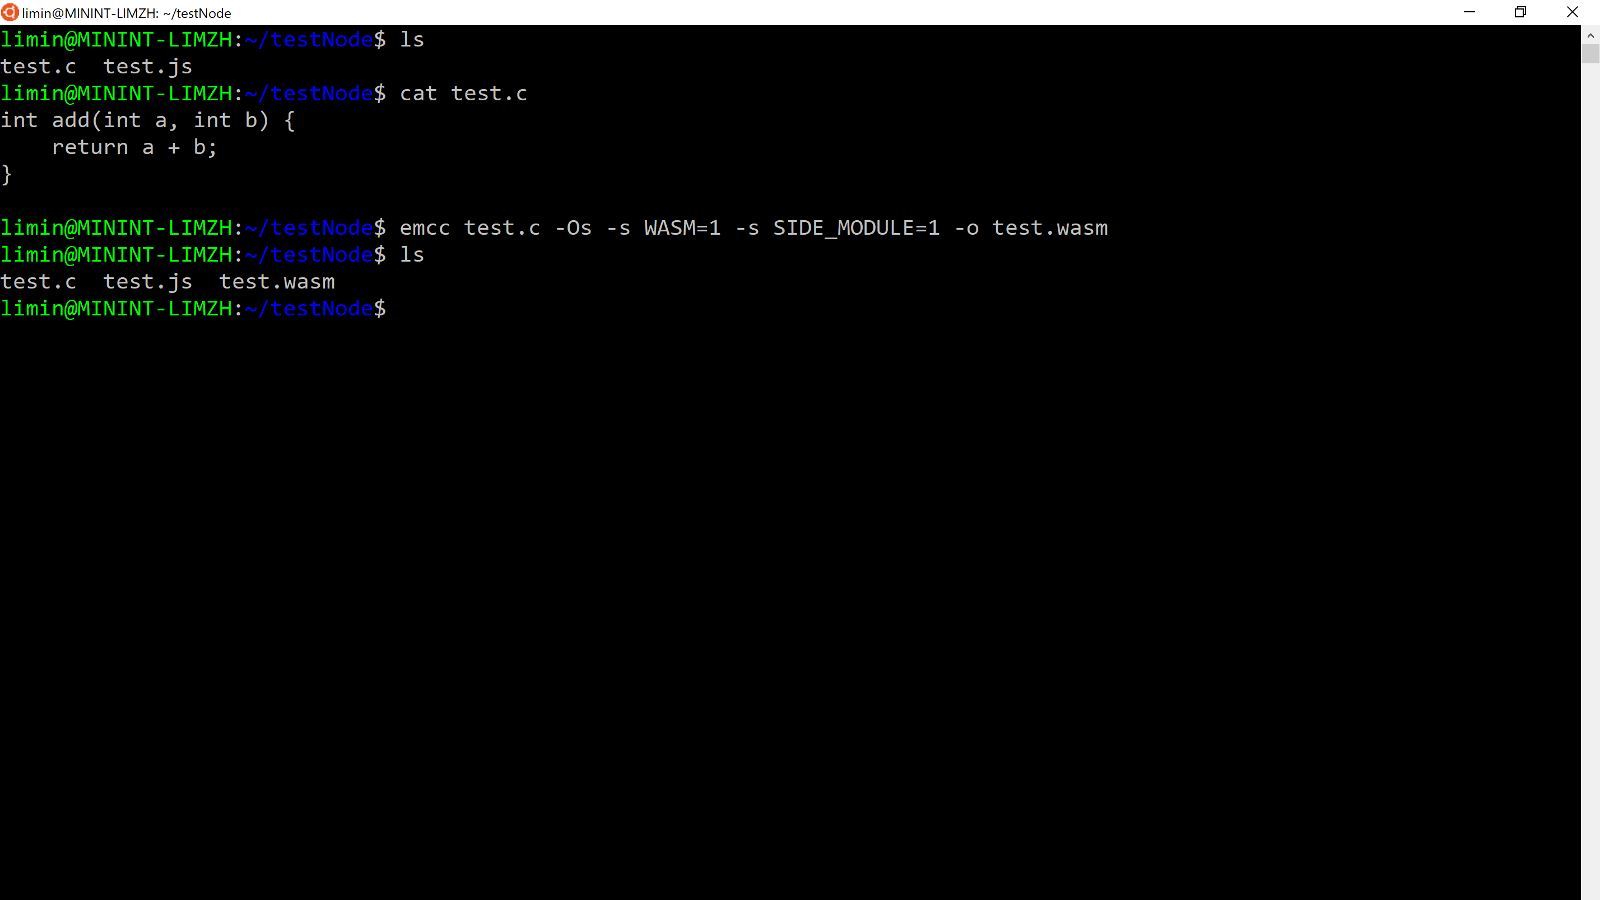 limin@MININT-LIMZH: ~/testNode
limin@MININT-LIMZH:~/testNode$ ls
test.c  test.js
limin@MININT-LIMZH:~/testNode$ cat test.c
int add(int a, int b) {
    return a + b;
}
limin@MININT-LIMZH:~/testNode$ emcc test.c -Os -s WASM=1 -s SIDE_MODULE=1 -o test.wasm
limin@MININT-LIMZH:~/testNode$ ls
test.c  test.js  test.wasm
limin@MININT-LIMZH:~/testNode$